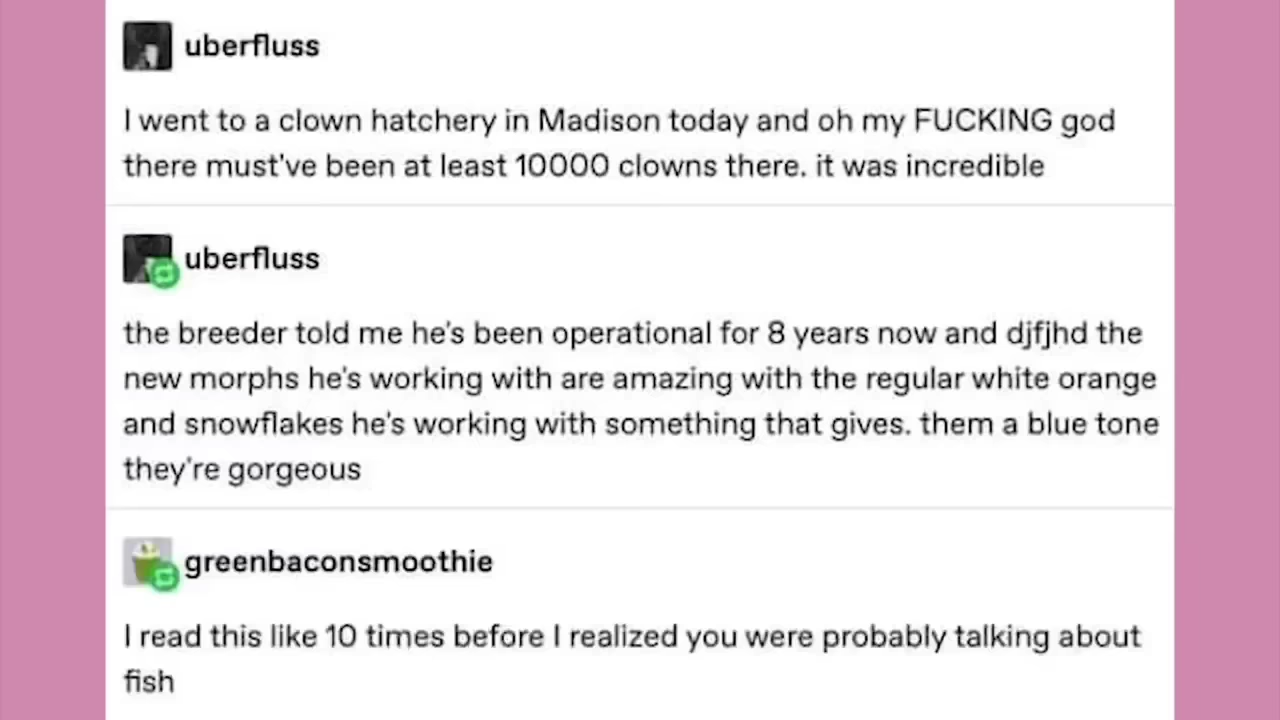 uberfluss
I went to a clown hatchery in Madison today and oh my FUCKING god
there must've been at least 10000 clowns there. it was incredible
uberfluss
the breeder told me he's been operational for 8 years now and djfjhd the
new morphs he's working with are amazing with the regular white orange
and snowflakes he's working with something that gives. them a blue tone
they're gorgeous
greenbaconsmoothie
I read this like 10 times before I realized you were probably talking about
fish